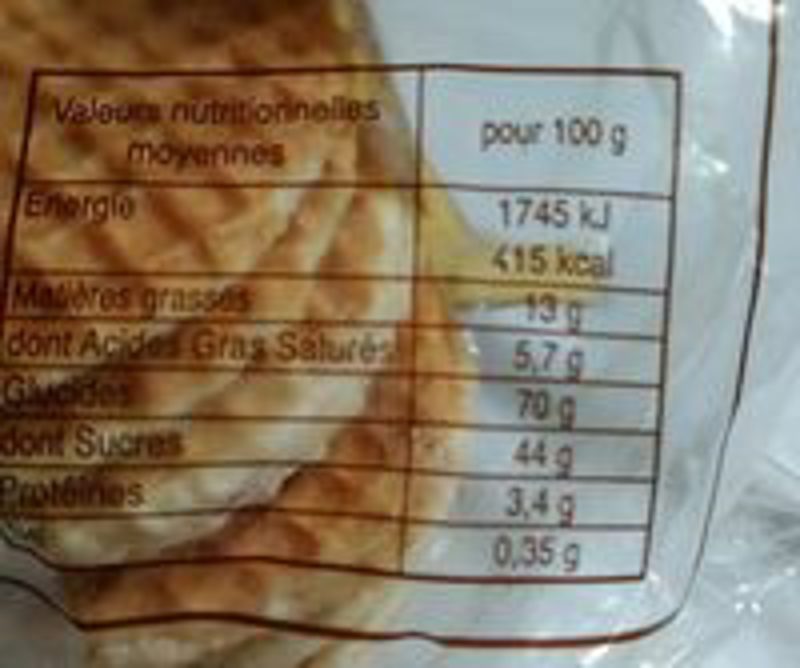 Valeurs nutritionnelles
moyennes
pour 100 g
Energie
1745 kJ
415 kcal
Matières grasses
13 g
dont Acides Gras Saturés
5,7 g
Glucides
70 g
dont Sucres
44 g
Protéines
3,4 g
0,35 g